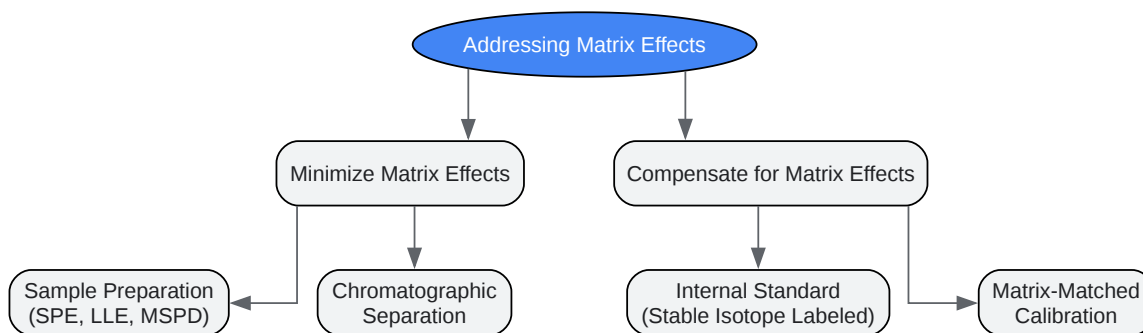 Addressing Matrix Effects
Minimize Matrix Effects
Compensate for Matrix Effects
Sample Preparation
(SPE, LLE, MSPD)
Chromatographic
Separation
Internal Standard
(Stable Isotope Labeled)
Matrix-Matched
Calibration